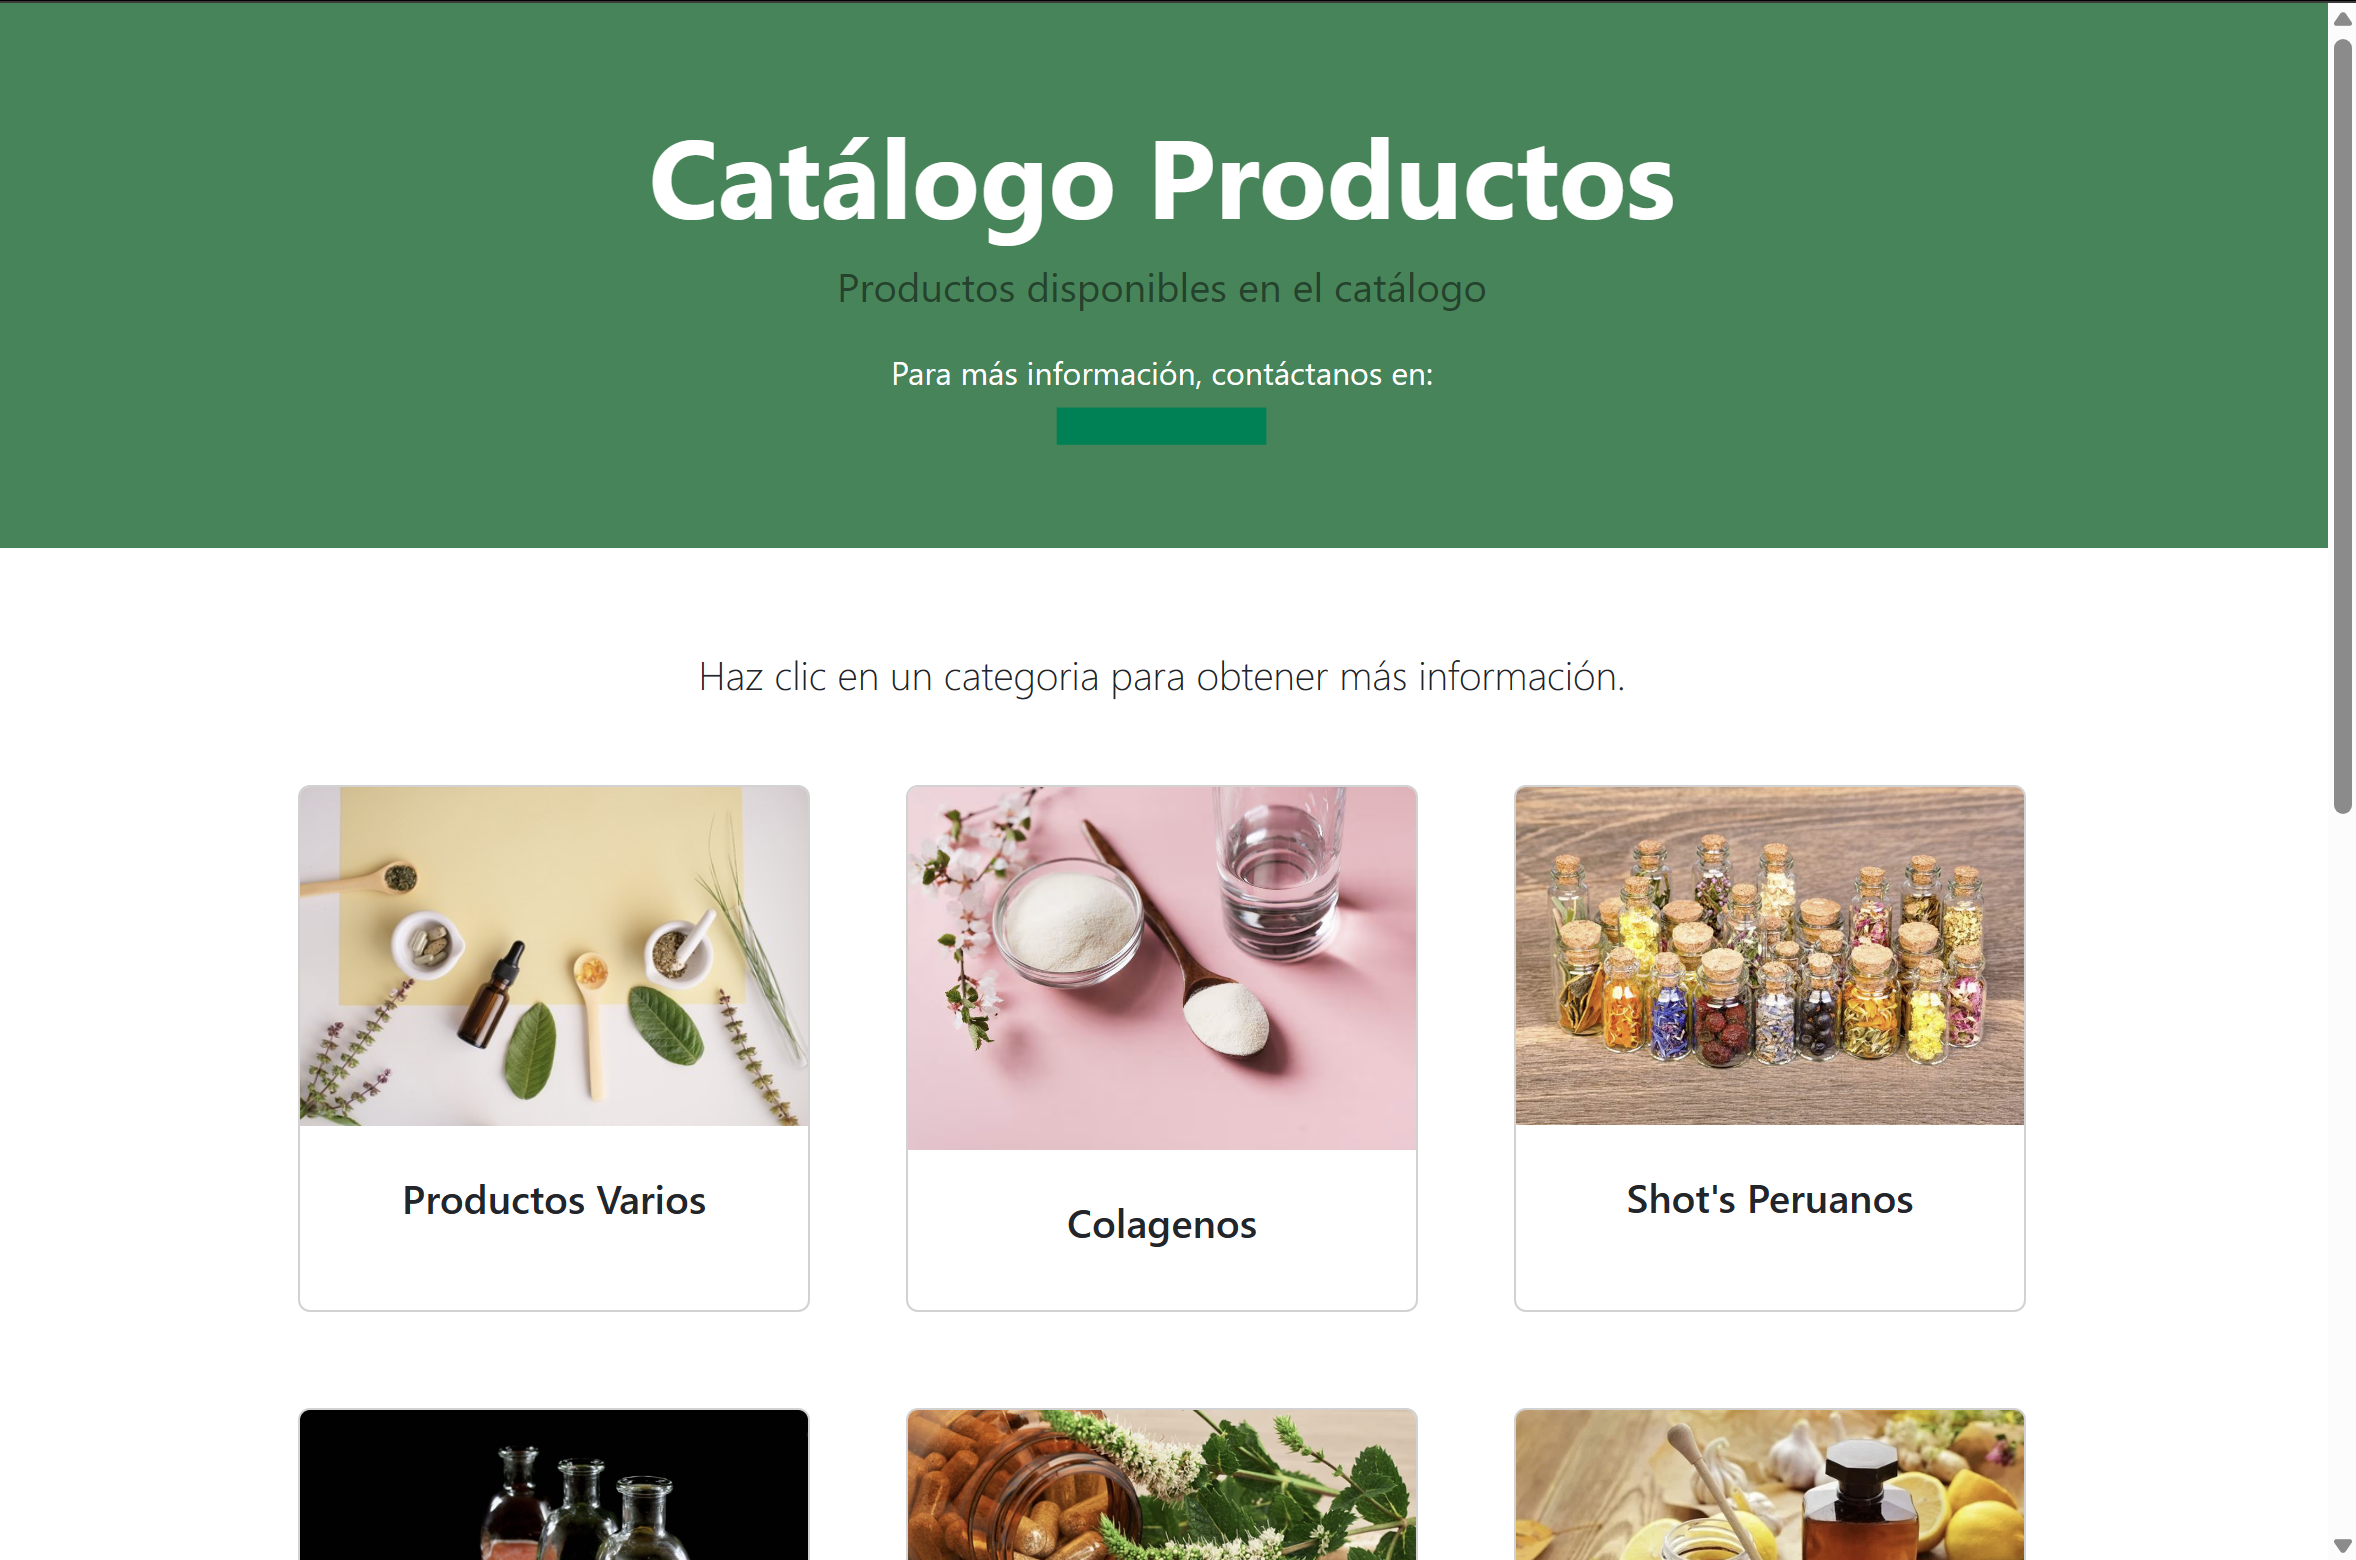 Catálogo Productos
Productos disponibles en el catálogo
Para más información, contáctanos en:
Haz clic en un categoria para obtener más información.
Productos Varios
Colagenos
Shot's Peruanos